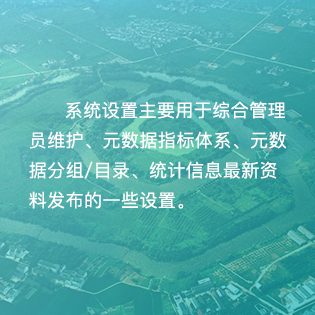 系统设置主要用于综合管理
员维护、元数据指标体系、元数
据分组/目录、统计信息最新资
料发布的一些设置。